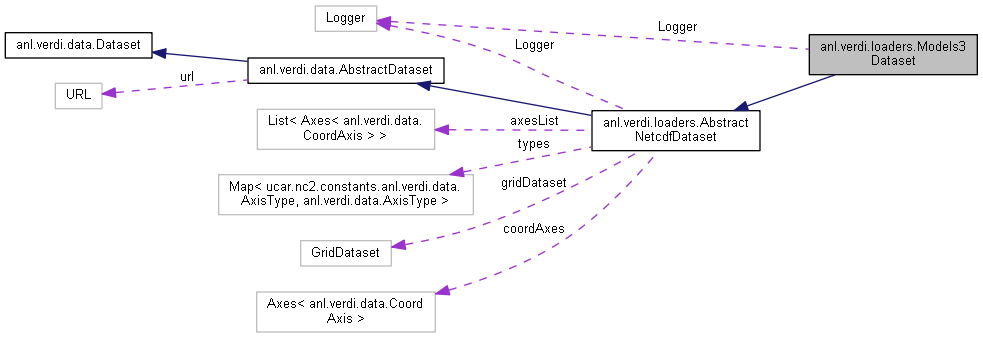 Logger
Logger
anl.verdi.loaders.Models3
Dataset
anl.verdi.data.Dataset
Logger
url
anl.verdi.data.AbstractDataset
URL
List< Axes< anl.verdi.data.
CoordAxis > >
axesList
anl.verdi.loaders.Abstract
NetcdfDataset
types
Map< ucar.nc2.constants.anl.verdi.data.
AxisType, anl.verdi.data.AxisType >
gridDataset
coordAxes
GridDataset
Axes< anl.verdi.data.Coord
Axis >